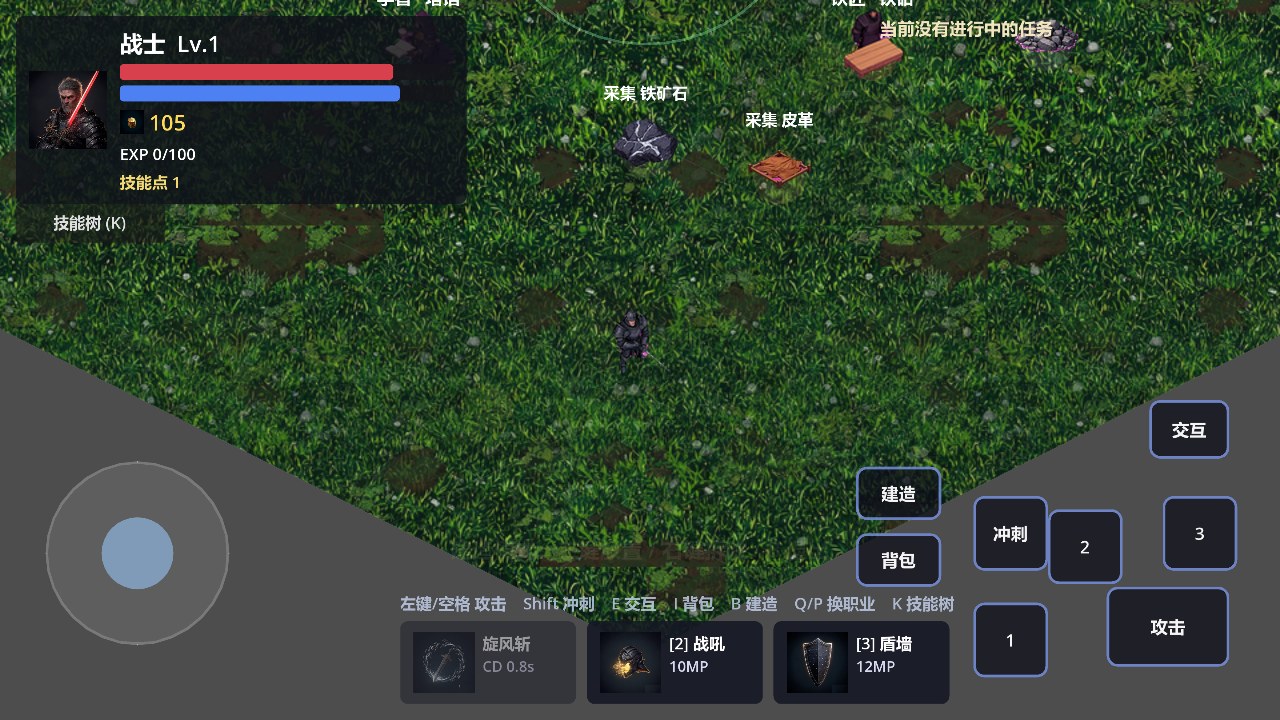 战士 Lv.1
105
EXP 0/100
技能点 1
技能树 (K)
当前没有进行中的任务
采集 铁矿石
采集 皮革
交互
建造
冲刺
2
3
背包
左键/空格 攻击 Shift 冲刺 E 交互 I 背包 B 建造 Q/P 换职业 K 技能树
1
攻击
旋风斩
CD 0.8s
[2] 战吼
10MP
[3] 盾墙
12MP